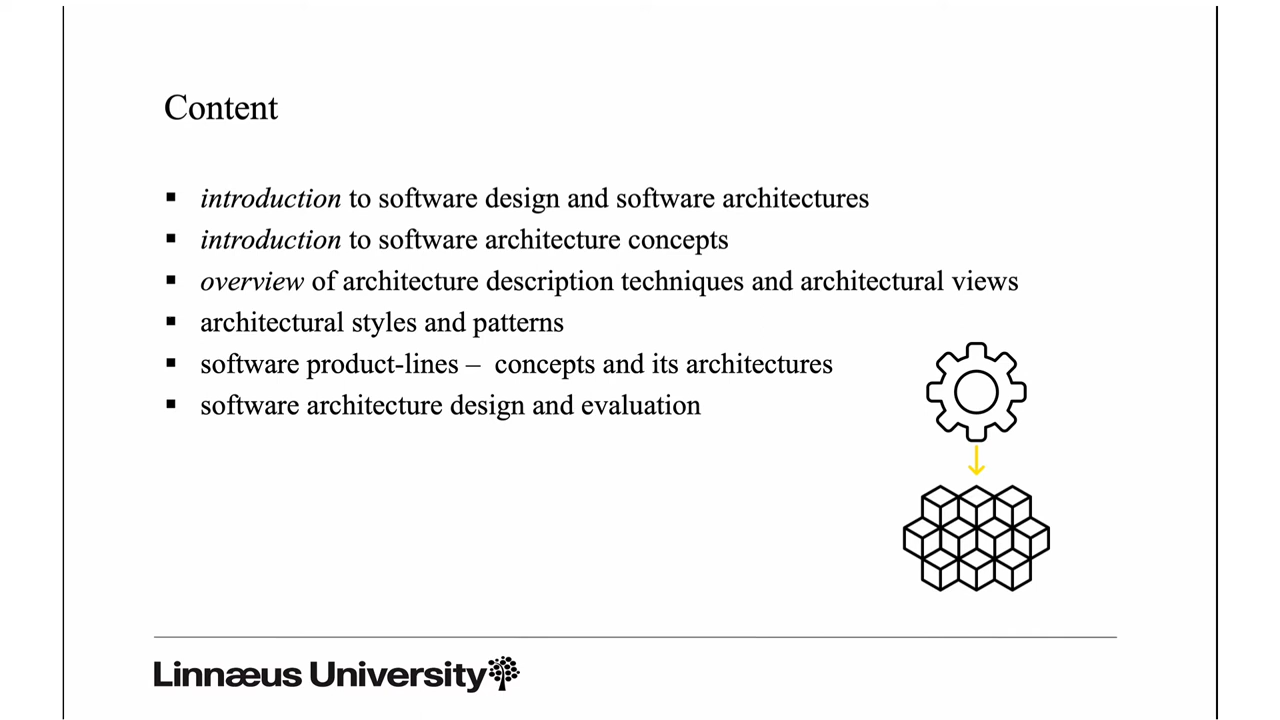 Content
▪ introduction to software design and software architectures
▪ introduction to software architecture concepts
▪ overview of architecture description techniques and architectural views
▪ architectural styles and patterns
▪ software product-lines – concepts and its architectures
▪ software architecture design and evaluation
Linnæus University